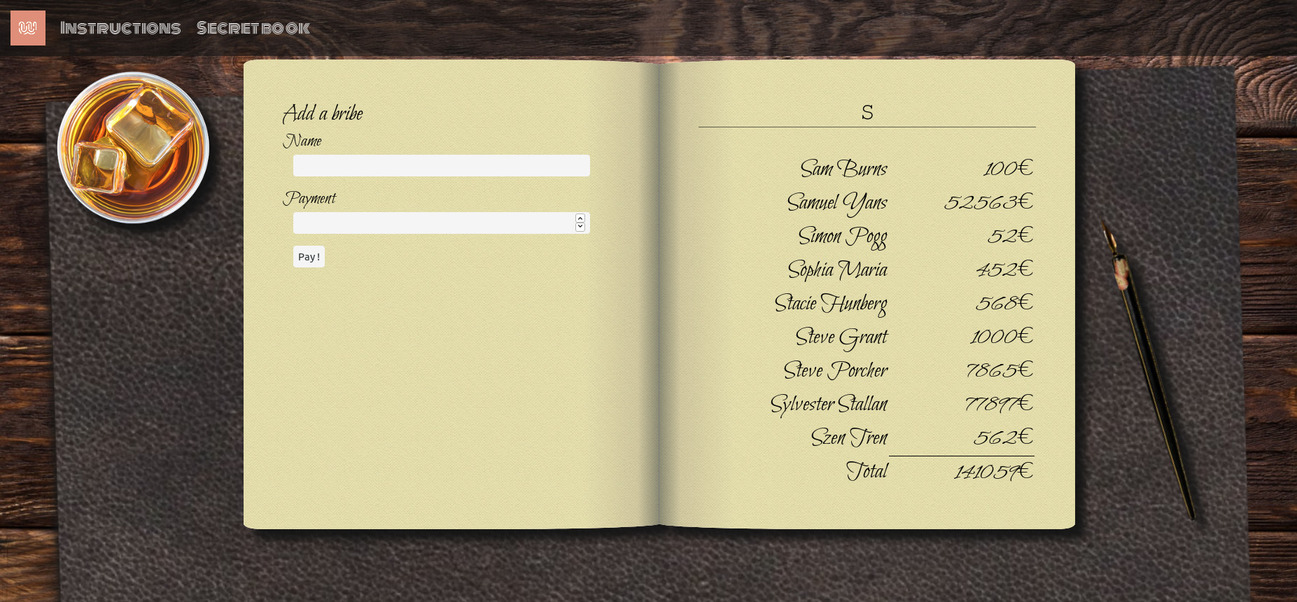 Instructions Secretbook
Add a bribe
Name
Payment
Pay!
S
Sam Burns 100€
Samuel Yans 52563€
Simon Pogg 52€
Sophia Maria 452€
Stacie Hunberg 568€
Steve Grant 1000€
Steve Porcher 7865€
Sylvester Stallan 77897€
Szen Tren 562€
Total 141059€